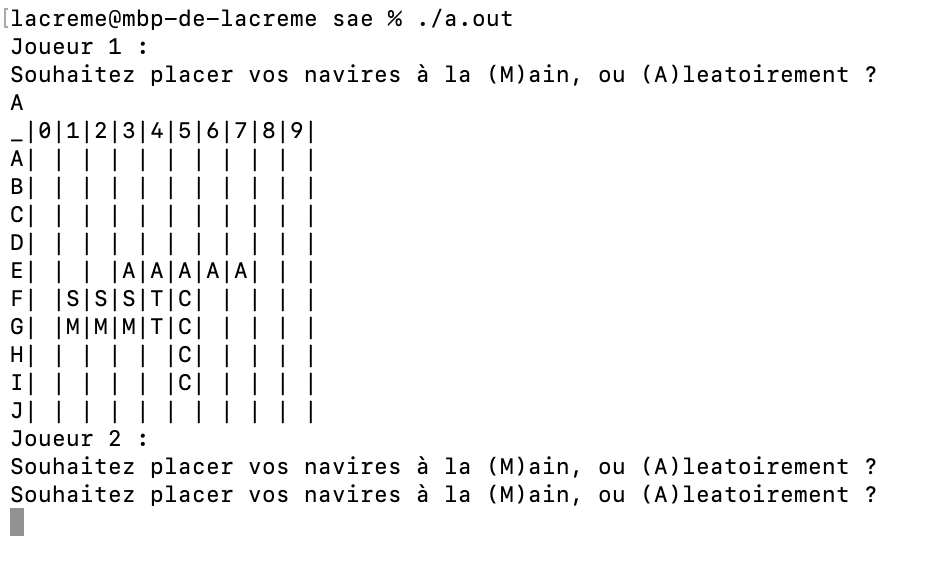 [lacreme@mbp-de-lacreme sae % ./a.out
Joueur 1 :
Souhaitez placer vos navires à la (M)ain, ou (A)leatoirement ?
A
_|0|1|2|3|4|5|6|7|8|9|
A| | | | | | | | | | |
B| | | | | | | | | | |
C| | | | | | | | | | |
D| | | | | | | | | | |
E| | | |A|A|A|A|A| | |
F| |S|S|S|T|C| | | | |
G| |M|M|M|T|C| | | | |
H| | | | | |C| | | | |
I| | | | | |C| | | | |
J| | | | | | | | | | |
Joueur 2 :
Souhaitez placer vos navires à la (M)ain, ou (A)leatoirement ?
Souhaitez placer vos navires à la (M)ain, ou (A)leatoirement ?